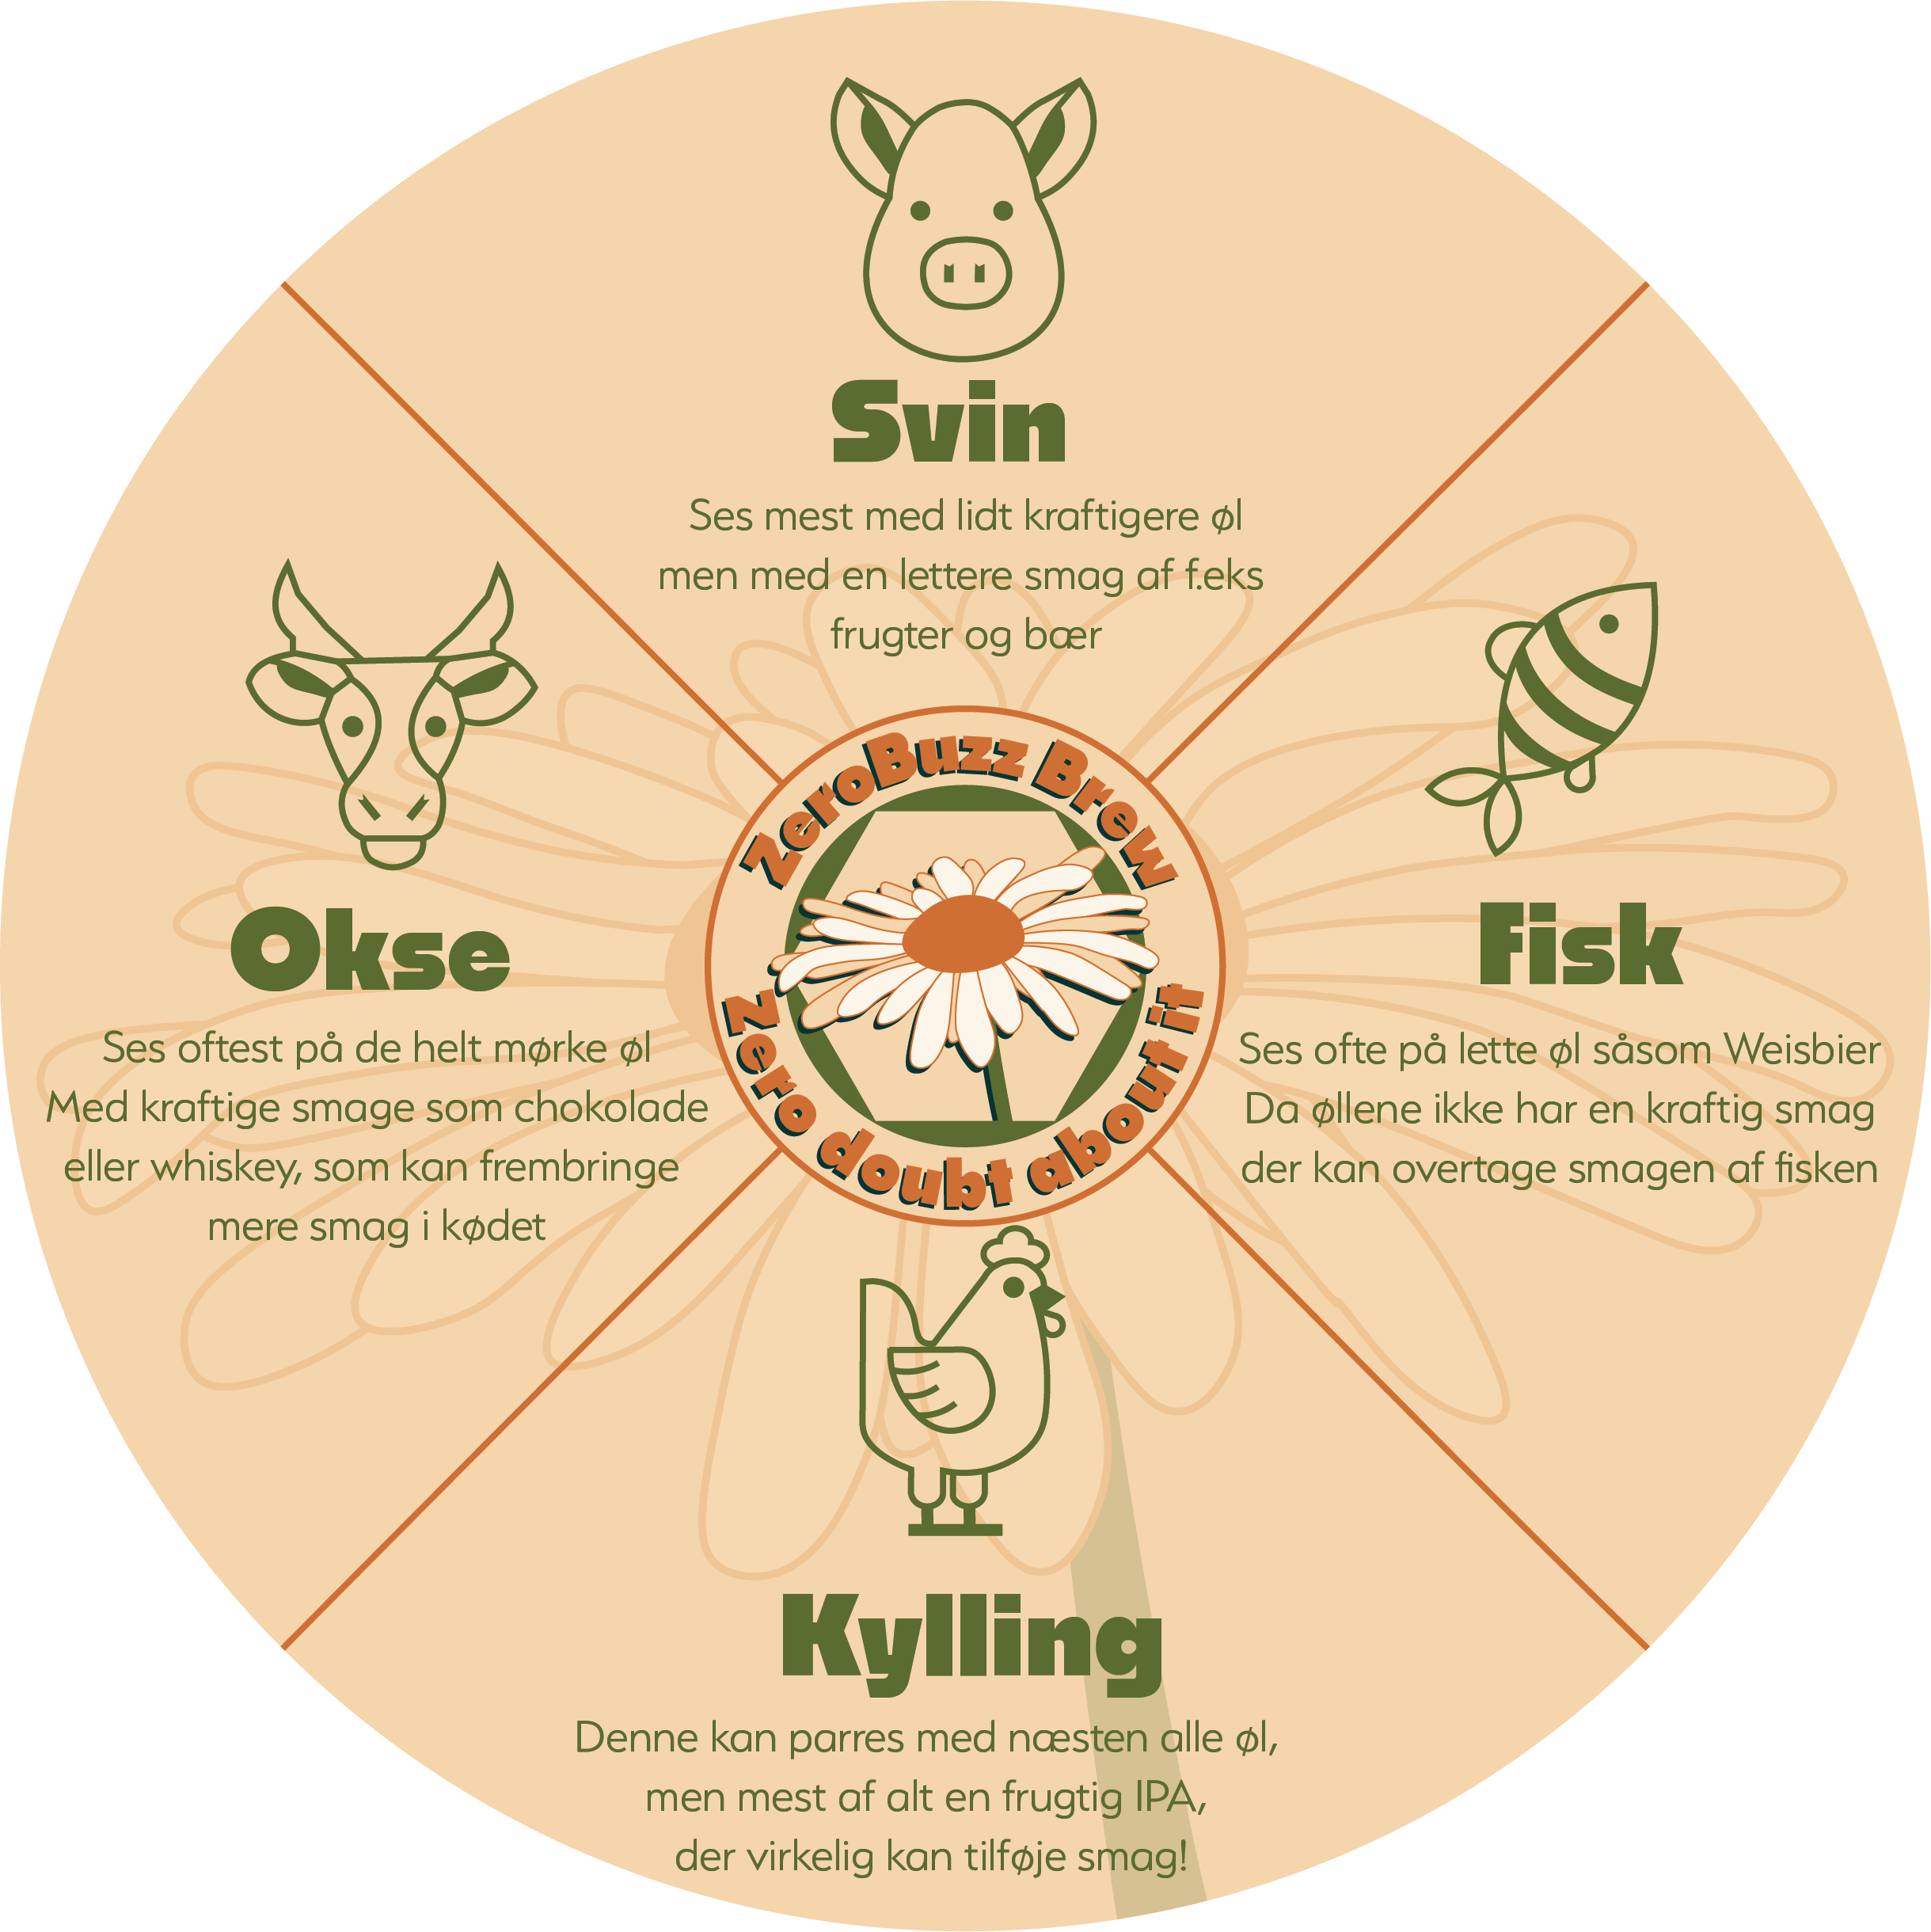 Svin
Ses mest med lidt kraftigere øl
men med en lettere smag af f.eks
frugter og bær
Okse
Ses oftest på de helt mørke øl
Med kraftige smage som chokolade
eller whiskey, som kan frembringe
mere smag i kødet
ZeroBuzz Brew
Zero doubt about it
Fisk
Ses ofte på lette øl såsom Weisbier
Da øllene ikke har en kraftig smag
der kan overtage smagen af fisken
Kylling
Denne kan parres med næsten alle øl,
men mest af alt en frugtig IPA,
der virkelig kan tilføje smag!